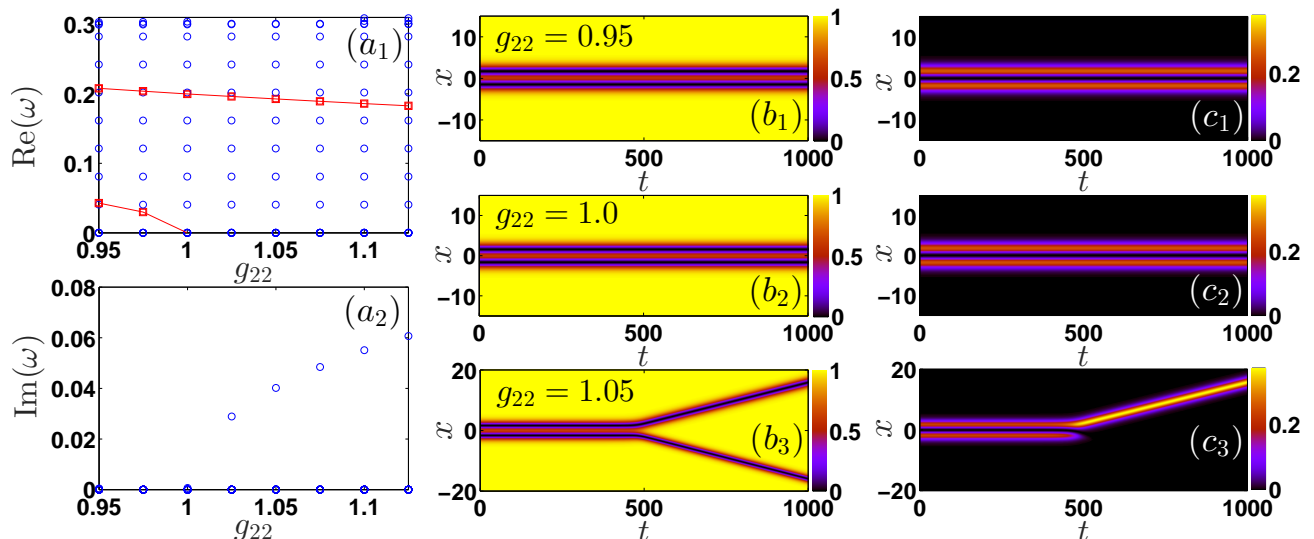 0.3
0.2
0.1
0
Re(ω)
(a₁)
0.95 1 1.05 1.1
g₂₂
0.08
0.06
0.04
0.02
0
Im(ω)
(a₂)
0.95 1 1.05 1.1
g₂₂
10
0
−10
x
g₂₂ = 0.95
(b₁)
0 500 1000
t
1
0.5
0
10
0
−10
x
(c₁)
0 500 1000
t
0.2
0
10
0
−10
x
g₂₂ = 1.0
(b₂)
0 500 1000
t
1
0.5
0
10
0
−10
x
(c₂)
0 500 1000
t
0.2
0
20
0
−20
x
g₂₂ = 1.05
(b₃)
0 500 1000
t
1
0.5
0
20
0
−20
x
(c₃)
0 500 1000
t
0.2
0